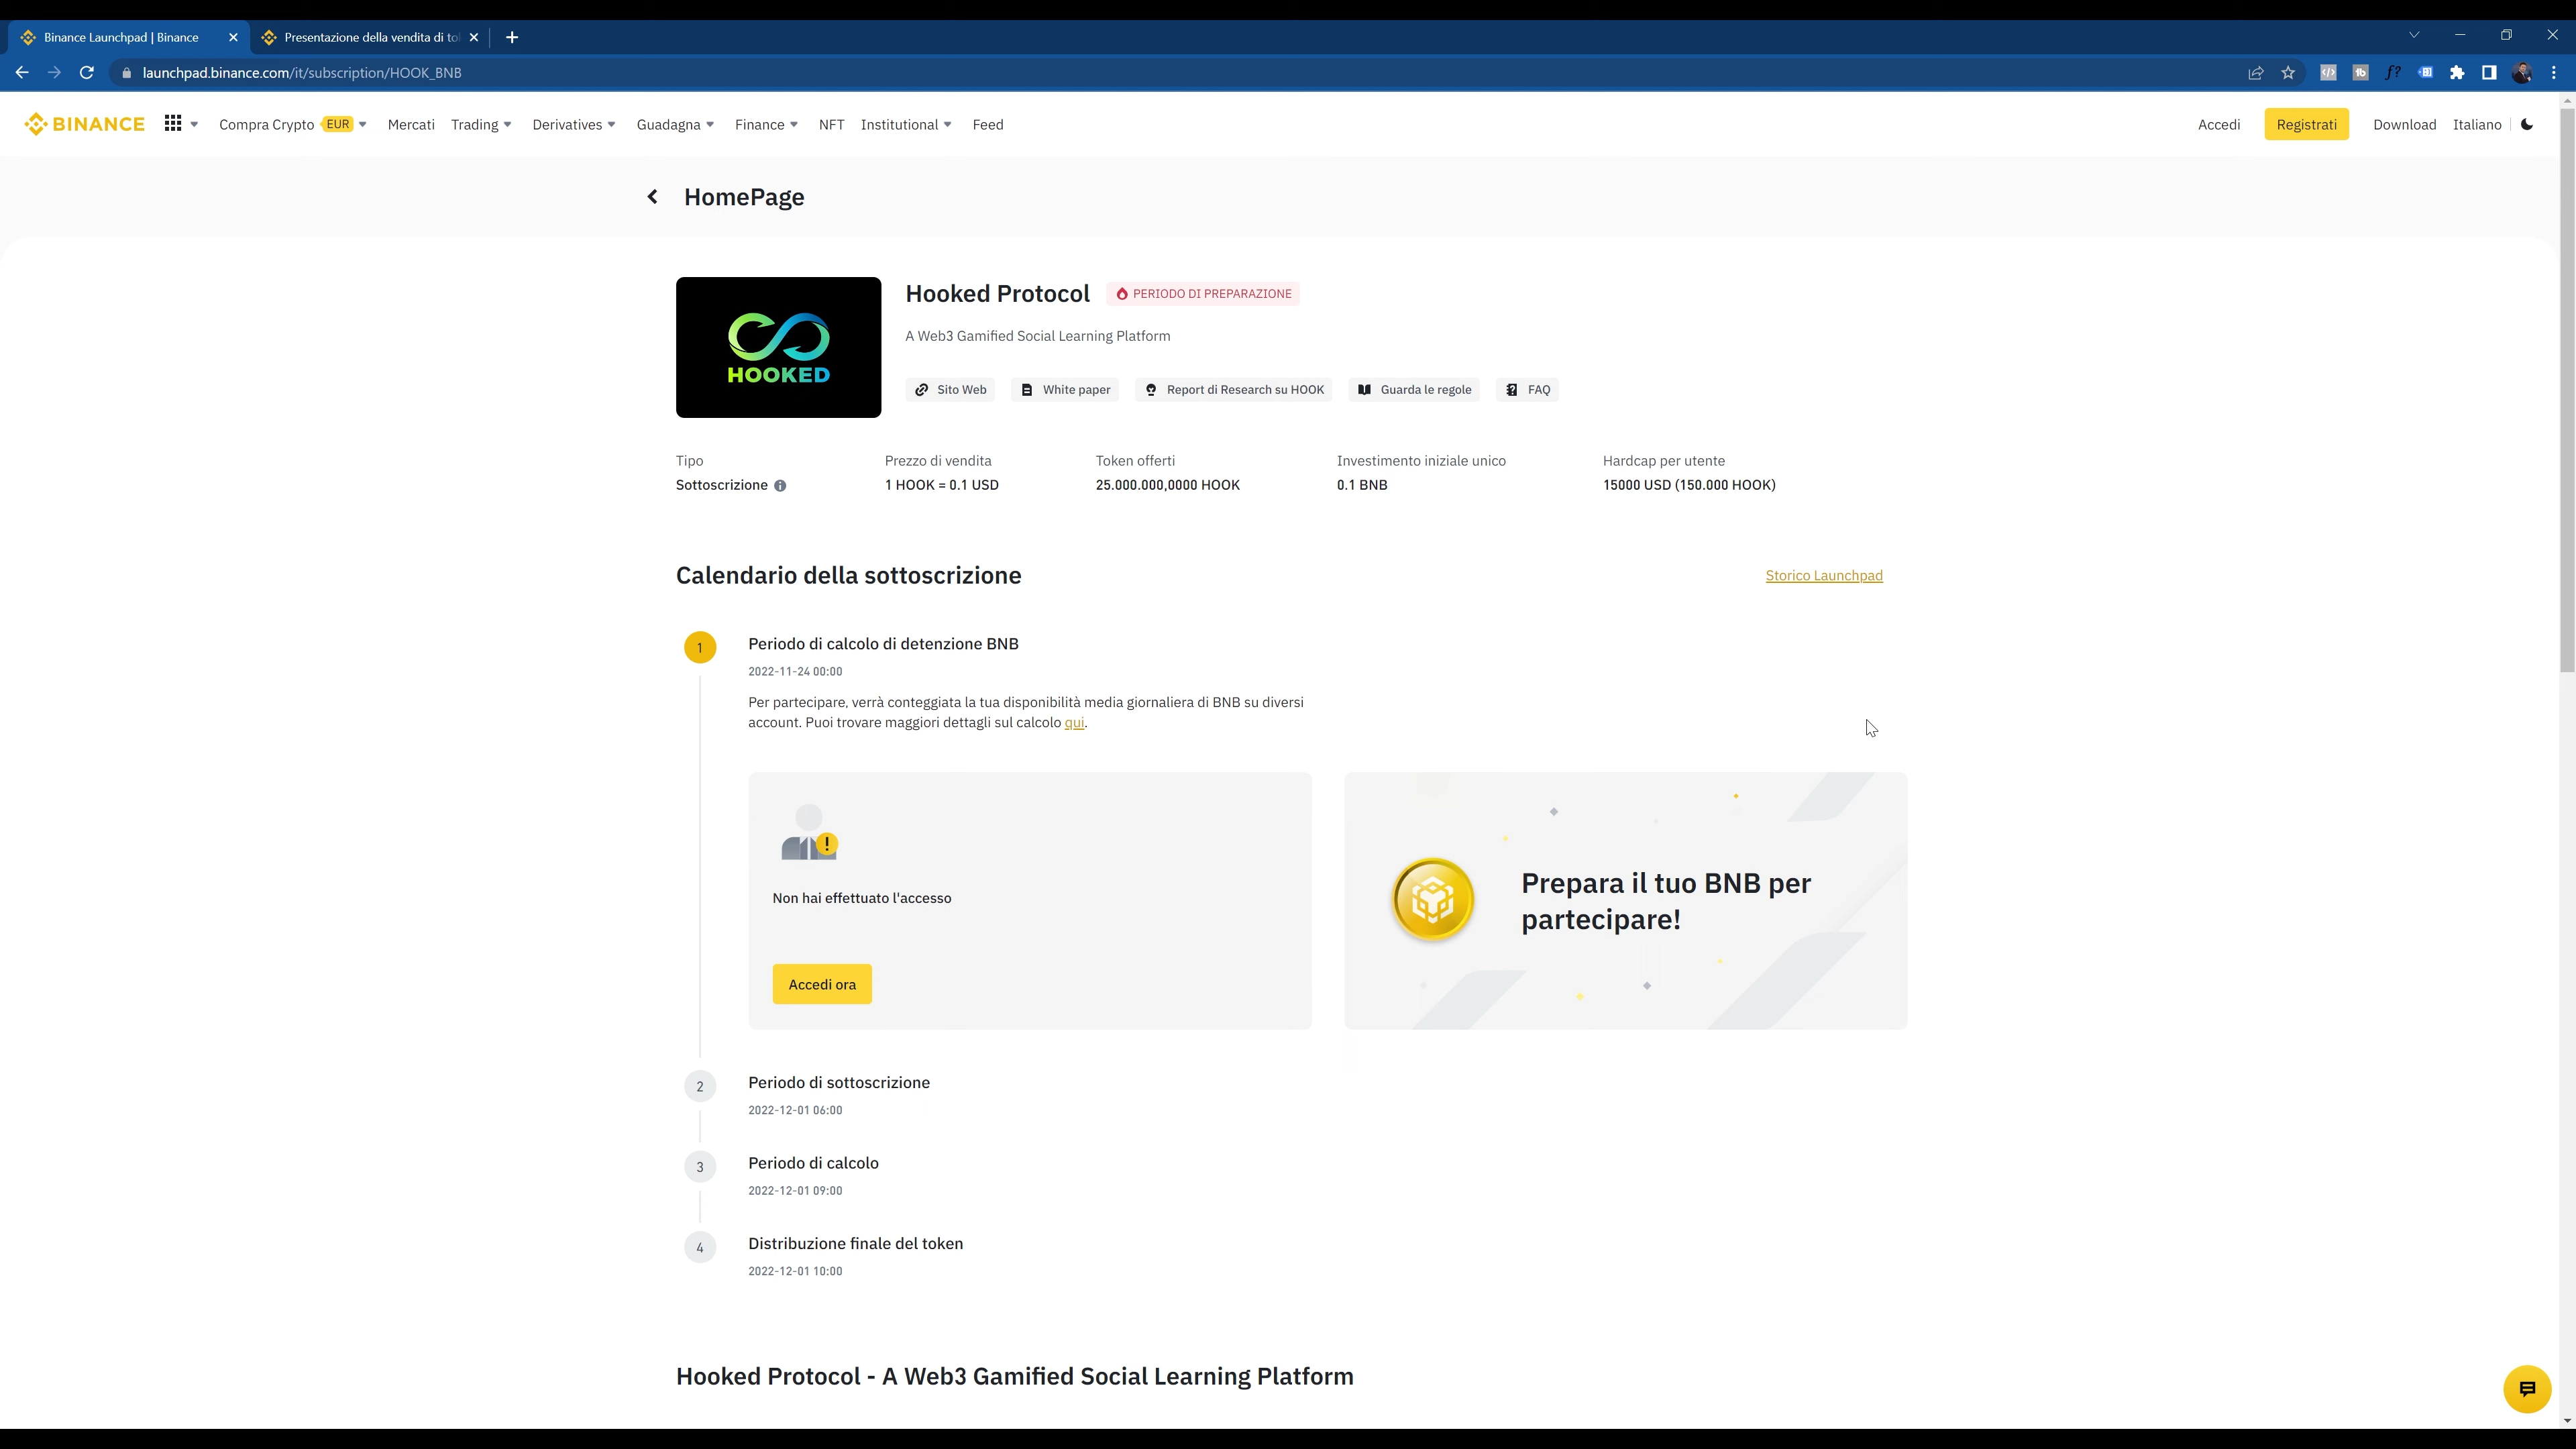 Binance Launchpad | Binance
Presentazione della vendita di to
launchpad.binance.com/it/subscription/HOOK_BNB
BINANCE
Compra Crypto EUR
Mercati
Trading
Derivatives
Guadagna
Finance
NFT
Institutional
Feed
Accedi
Registrati
Download
Italiano
HomePage
HOOKED
Hooked Protocol
PERIODO DI PREPARAZIONE
A Web3 Gamified Social Learning Platform
Sito Web
White paper
Report di Research su HOOK
Guarda le regole
FAQ
Tipo
Sottoscrizione
Prezzo di vendita
1 HOOK = 0.1 USD
Token offerti
25.000.000,0000 HOOK
Investimento iniziale unico
0.1 BNB
Hardcap per utente
15000 USD (150.000 HOOK)
Calendario della sottoscrizione
Storico Launchpad
1
Periodo di calcolo di detenzione BNB
2022-11-24 00:00
Per partecipare, verrà conteggiata la tua disponibilità media giornaliera di BNB su diversi
account. Puoi trovare maggiori dettagli sul calcolo qui.
Non hai effettuato l'accesso
Accedi ora
Prepara il tuo BNB per
partecipare!
2
Periodo di sottoscrizione
2022-12-01 06:00
3
Periodo di calcolo
2022-12-01 09:00
4
Distribuzione finale del token
2022-12-01 10:00
Hooked Protocol - A Web3 Gamified Social Learning Platform